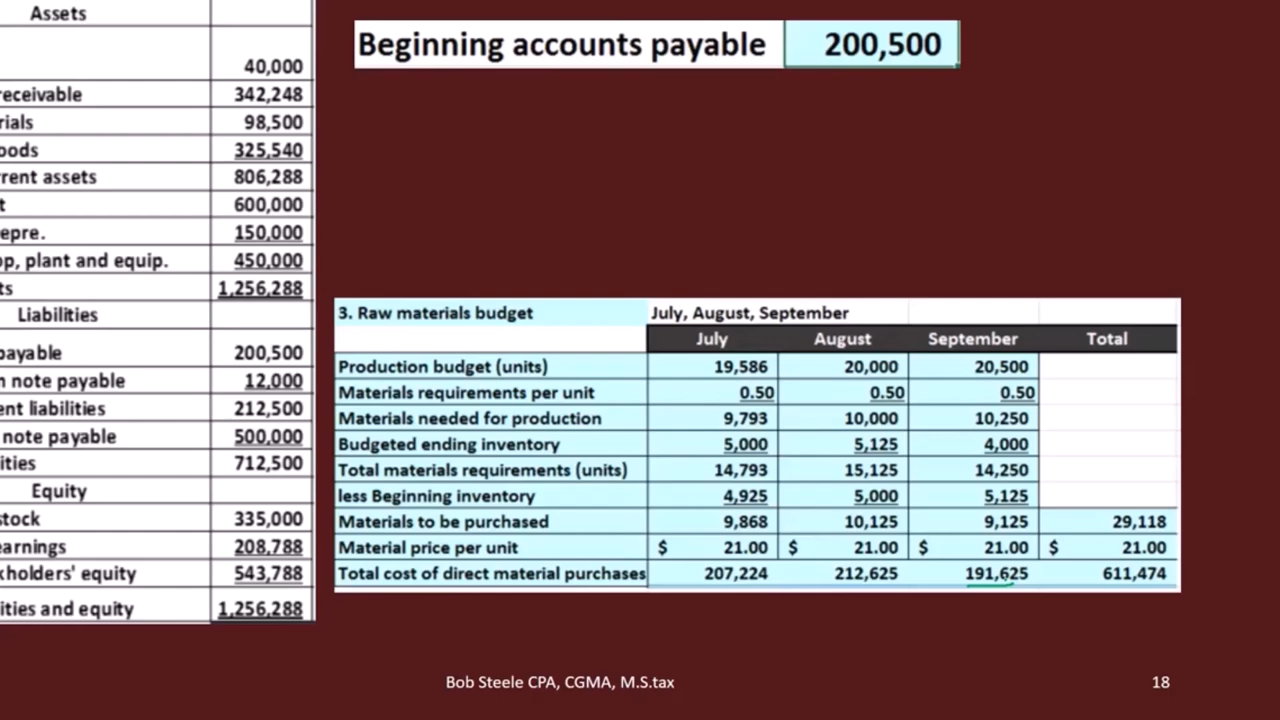 Assets
40,000
receivable 342,248
rials 98,500
oods 325,540
rrent assets 806,288
t 600,000
epre. 150,000
op, plant and equip. 450,000
ts 1,256,288
Liabilities
payable 200,500
n note payable 12,000
ent liabilities 212,500
note payable 500,000
ities 712,500
Equity
stock 335,000
earnings 208,788
kholders' equity 543,788
ities and equity 1,256,288
Beginning accounts payable 200,500
3. Raw materials budget July, August, September
July August September Total
Production budget (units) 19,586 20,000 20,500
Materials requirements per unit 0.50 0.50 0.50
Materials needed for production 9,793 10,000 10,250
Budgeted ending inventory 5,000 5,125 4,000
Total materials requirements (units) 14,793 15,125 14,250
less Beginning inventory 4,925 5,000 5,125
Materials to be purchased 9,868 10,125 9,125 29,118
Material price per unit $ 21.00 $ 21.00 $ 21.00 $ 21.00
Total cost of direct material purchases 207,224 212,625 191,625 611,474
Bob Steele CPA, CGMA, M.S.tax
18